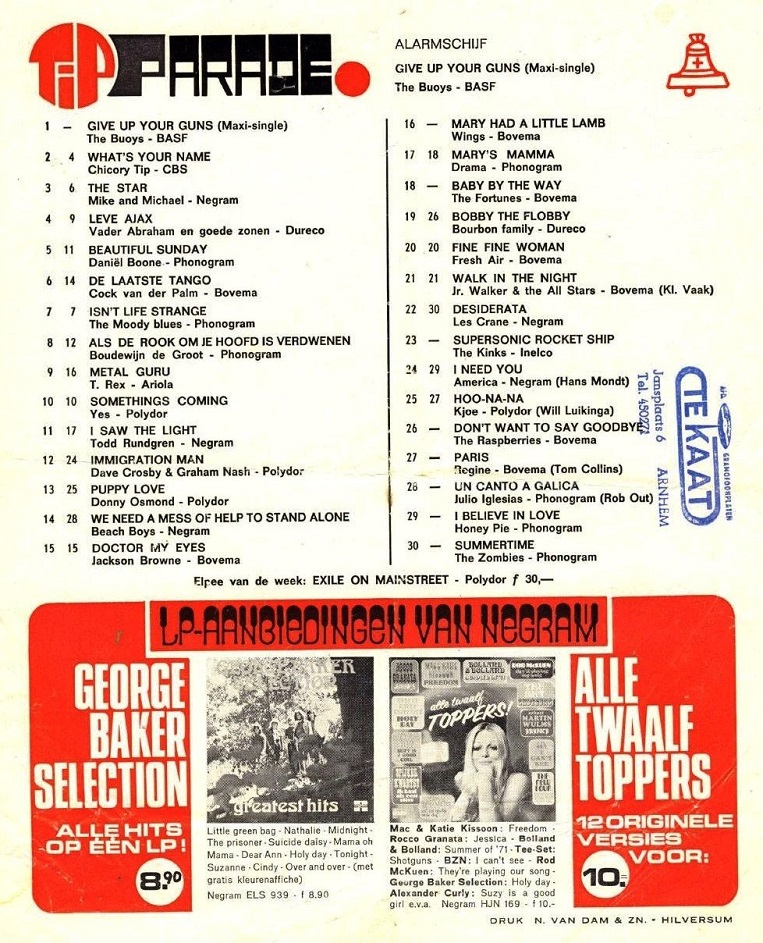 TiP PARADE
ALARMSCHIJF
GIVE UP YOUR GUNS (Maxi-single)
The Buoys - BASF
1 — GIVE UP YOUR GUNS (Maxi-single)
The Buoys - BASF
2 4 WHAT'S YOUR NAME
Chicory Tip - CBS
3 6 THE STAR
Mike and Michael - Negram
4 9 LEVE AJAX
Vader Abraham en goede zonen - Dureco
5 11 BEAUTIFUL SUNDAY
Daniël Boone - Phonogram
6 14 DE LAATSTE TANGO
Cock van der Palm - Bovema
7 7 ISN'T LIFE STRANGE
The Moody blues - Phonogram
8 12 ALS DE ROOK OM JE HOOFD IS VERDWENEN
Boudewijn de Groot - Phonogram
9 16 METAL GURU
T. Rex - Ariola
10 10 SOMETHINGS COMING
Yes - Polydor
11 17 I SAW THE LIGHT
Todd Rundgren - Negram
12 24 IMMIGRATION MAN
Dave Crosby & Graham Nash - Polydor
13 25 PUPPY LOVE
Donny Osmond - Polydor
14 28 WE NEED A MESS OF HELP TO STAND ALONE
Beach Boys - Negram
15 15 DOCTOR MY EYES
Jackson Browne - Bovema
16 — MARY HAD A LITTLE LAMB
Wings - Bovema
17 18 MARY'S MAMMA
Drama - Phonogram
18 — BABY BY THE WAY
The Fortunes - Bovema
19 26 BOBBY THE FLOBBY
Bourbon family - Dureco
20 20 FINE FINE WOMAN
Fresh Air - Bovema
21 21 WALK IN THE NIGHT
Jr. Walker & the All Stars - Bovema (Kl. Vaak)
22 30 DESIDERATA
Les Crane - Negram
23 — SUPERSONIC ROCKET SHIP
The Kinks - Inelco
24 29 I NEED YOU
America - Negram (Hans Mondt)
25 27 HOO-NA-NA
Kjoe - Polydor (Will Luikinga)
26 — DON'T WANT TO SAY GOODBYE
The Raspberries - Bovema
27 — PARIS
Regine - Bovema (Tom Collins)
28 — UN CANTO A GALICA
Julio Iglesias - Phonogram (Rob Out)
29 — I BELIEVE IN LOVE
Honey Pie - Phonogram
30 — SUMMERTIME
The Zombies - Phonogram
GRAMOFOONPLATEN
TE KAAT
Jansplaats 6 ARNHEM
Tel. 450271
Elpee van de week: EXILE ON MAINSTREET - Polydor ƒ 30,—
LP-AANBIEDINGEN VAN NEGRAM
GEORGE
BAKER
SELECTION
ALLE HITS
OP ÉÉN LP!
8.90
greatest hits
Little green bag - Nathalie - Midnight -
The prisoner - Suicide daisy - Mama oh
Mama - Dear Ann - Holy day - Tonight -
Suzanne - Cindy - Over and over - (met
gratis kleurenaffiche)
Negram ELS 939 - f 8.90
alle twaalf
TOPPERS!
Mac & Katie Kissoon: Freedom -
Rocco Granata: Jessica - Bolland
& Bolland: Summer of '71 - Tee-Set:
Shotguns - BZN: I can't see - Rod
McKuen: They're playing our song -
George Baker Selection: Holy day -
Alexander Curly: Suzy is a good
girl e.v.a. Negram HJN 169 - f 10.-
ALLE
TWAALF
TOPPERS
12 ORIGINELE
VERSIES
VOOR:
10.-
DRUK N. VAN DAM & ZN. - HILVERSUM